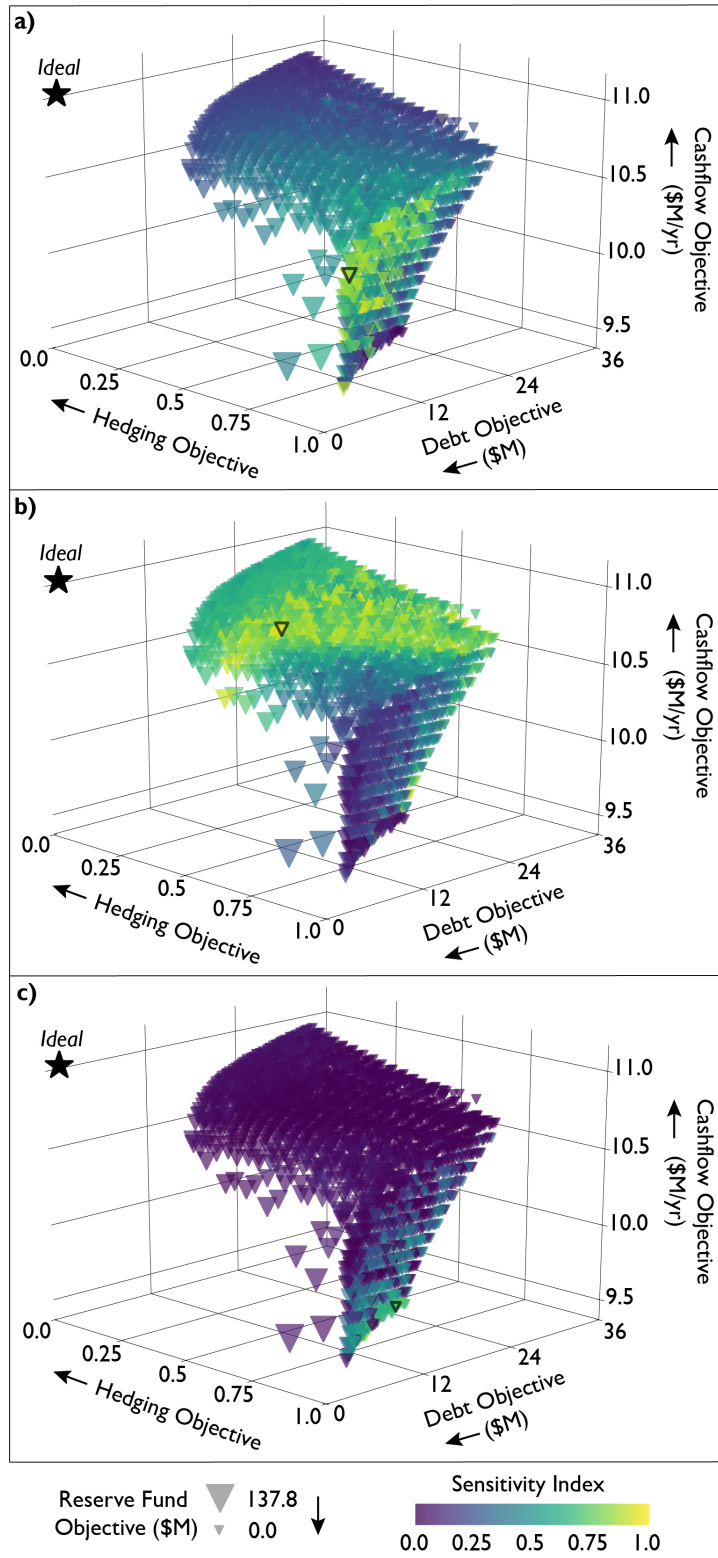 a)
Ideal
11.0
10.5
10.0
9.5
36
Cashflow Objective
($M/yr)
0.0
0.25
0.5
0.75
1.0
0
12
24
Hedging Objective
Debt Objective
($M)
b)
Ideal
11.0
10.5
10.0
9.5
36
Cashflow Objective
($M/yr)
0.0
0.25
0.5
0.75
1.0
0
12
24
Hedging Objective
Debt Objective
($M)
c)
Ideal
11.0
10.5
10.0
9.5
36
Cashflow Objective
($M/yr)
0.0
0.25
0.5
0.75
1.0
0
12
24
Hedging Objective
Debt Objective
($M)
Reserve Fund
Objective ($M)
137.8
0.0
Sensitivity Index
0.0 0.25 0.5 0.75 1.0